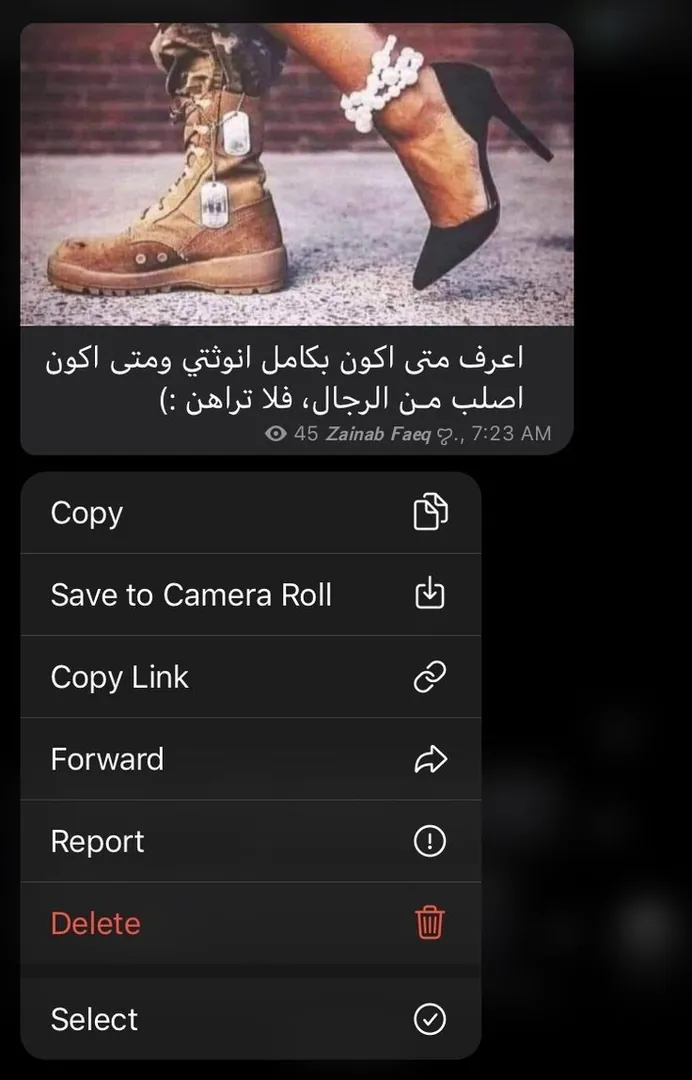 اعرف متى اكون بكامل انوثتي ومتى اكون
اصلب مـن الرجال، فلا تراهن :)
45 Zainab Faeq ღ., 7:23 AM
Copy
Save to Camera Roll
Copy Link
Forward
Report
Delete
Select